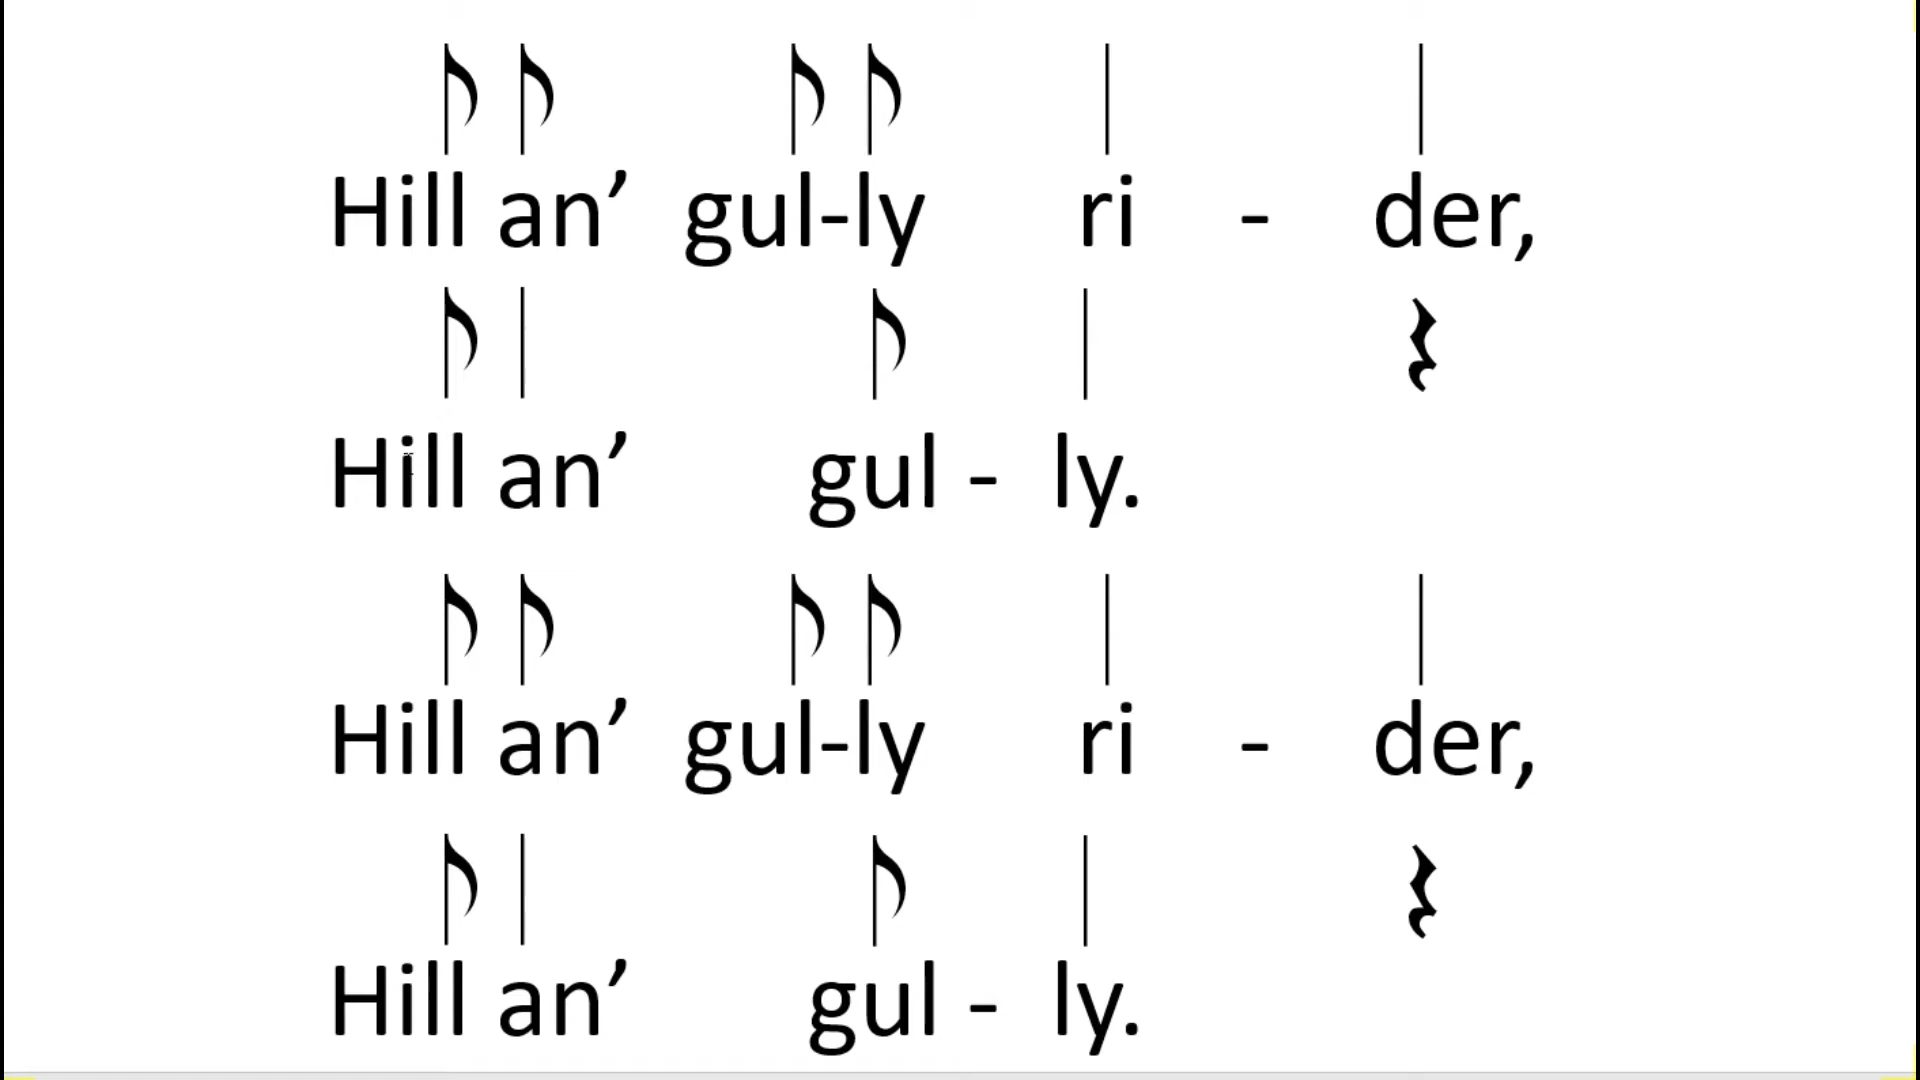 Hill an’ gul-ly ri - der,
Hill an’ gul - ly.
Hill an’ gul-ly ri - der,
Hill an’ gul - ly.